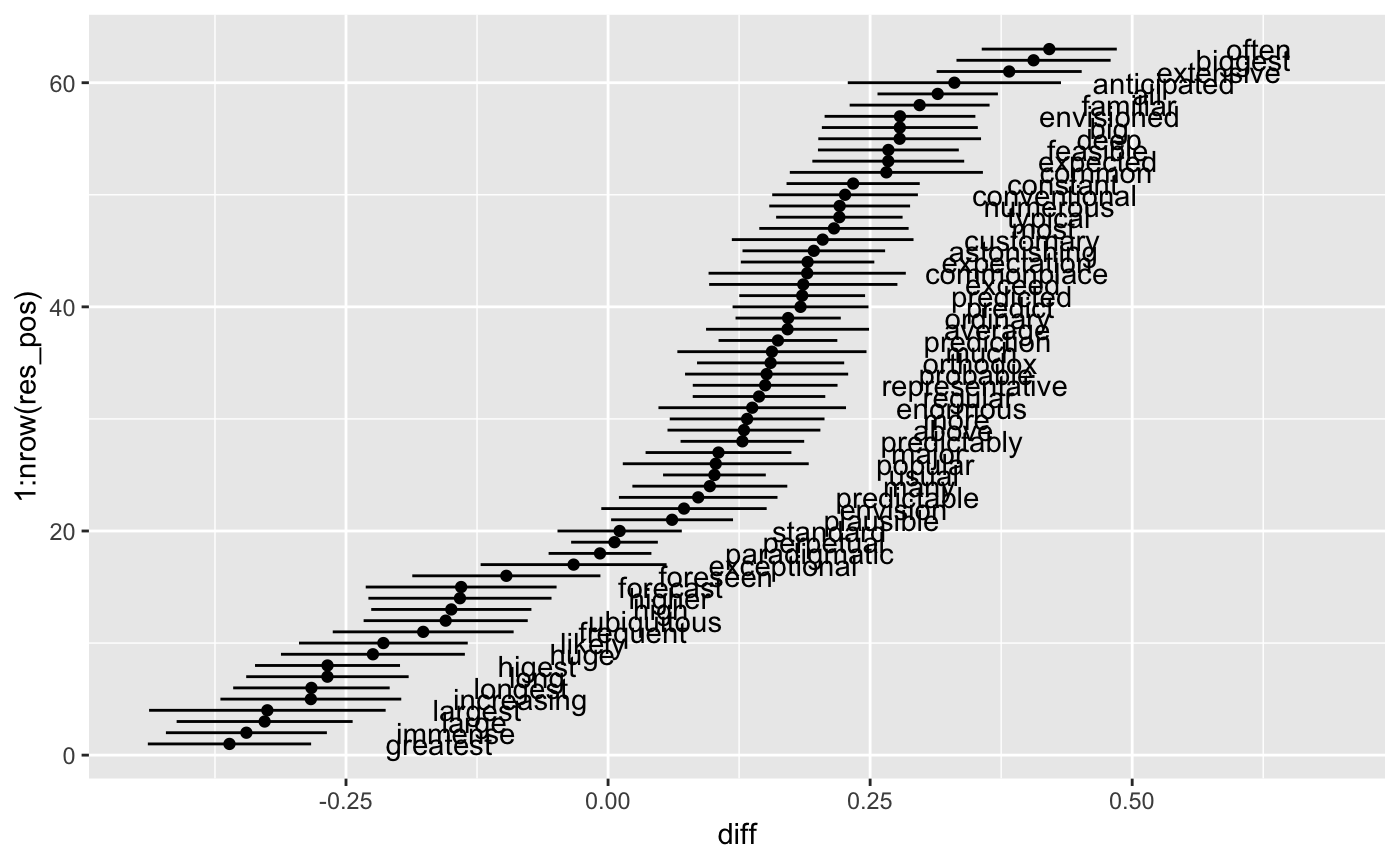 often
biggest
extensive
anticipated
all
familiar
envisioned
big
deep
feasible
expected
common
constant
conventional
numerous
typical
most
customary
astonishing
expectation
commonplace
exceed
predicted
predict
ordinary
average
prediction
much
orthodox
probable
representative
regular
enormous
more
above
predictably
major
popular
usual
many
predictable
envision
plausible
standard
perpetual
paradigmatic
exceptional
foreseen
forecast
higher
high
ubiquitous
frequent
likely
huge
higest
long
longest
increasing
largest
large
immense
greatest
60
40
20
0
1:nrow(res_pos)
-0.25 0.00 0.25 0.50
diff